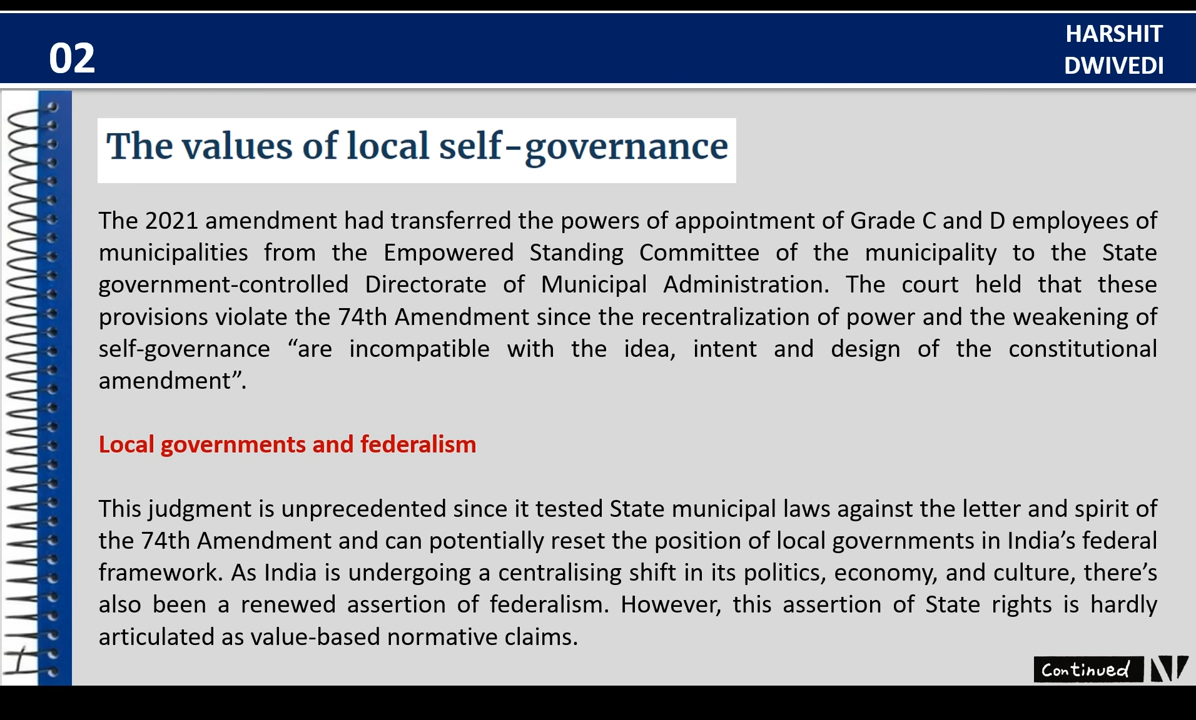 02
HARSHIT
DWIVEDI
The values of local self-governance
The 2021 amendment had transferred the powers of appointment of Grade C and D employees of
municipalities from the Empowered Standing Committee of the municipality to the State
government-controlled Directorate of Municipal Administration. The court held that these
provisions violate the 74th Amendment since the recentralization of power and the weakening of
self-governance “are incompatible with the idea, intent and design of the constitutional
amendment”.
Local governments and federalism
This judgment is unprecedented since it tested State municipal laws against the letter and spirit of
the 74th Amendment and can potentially reset the position of local governments in India’s federal
framework. As India is undergoing a centralising shift in its politics, economy, and culture, there’s
also been a renewed assertion of federalism. However, this assertion of State rights is hardly
articulated as value-based normative claims.
Continued